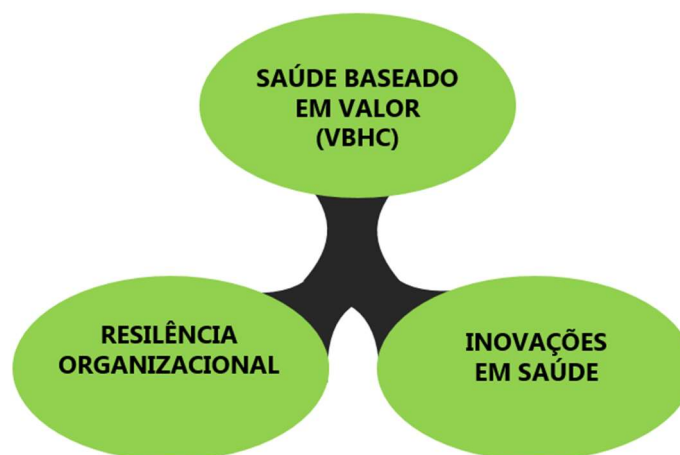 SAÚDE BASEADO
EM VALOR
(VBHC)
RESILÊNCIA
ORGANIZACIONAL
INOVAÇÕES
EM SAÚDE